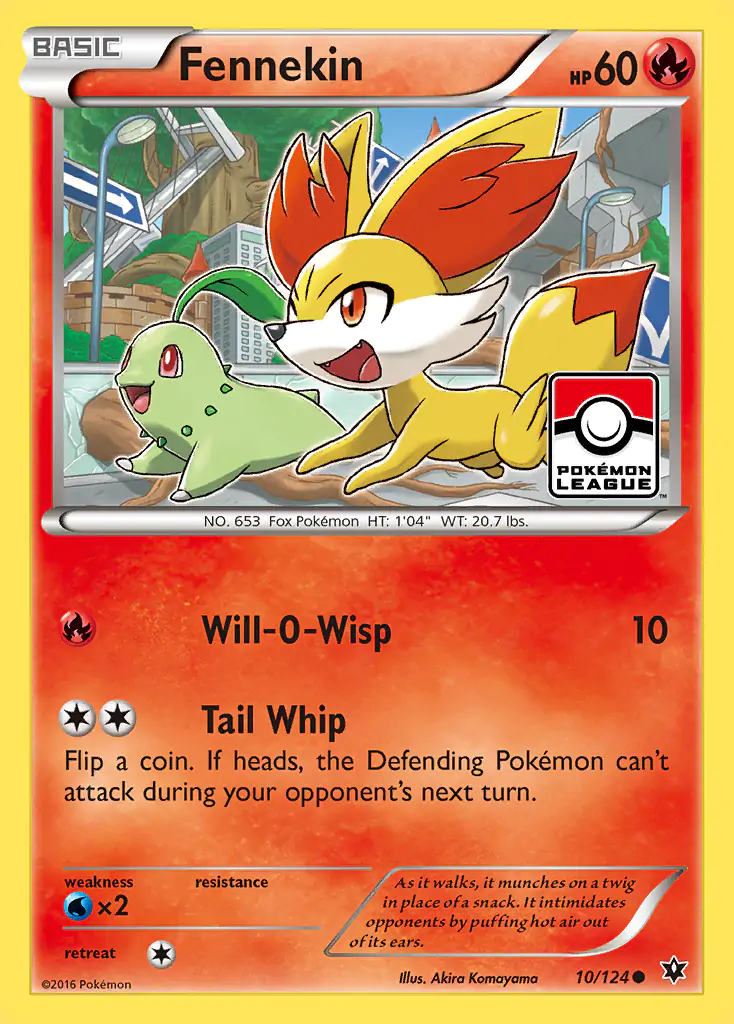 BASIC
Fennekin
HP60
POKÉMON
LEAGUE
™
NO. 653 Fox Pokémon HT: 1'04" WT: 20.7 lbs.
Will-O-Wisp 10
Tail Whip
Flip a coin. If heads, the Defending Pokémon can't
attack during your opponent's next turn.
weakness resistance
×2
retreat
As it walks, it munches on a twig
in place of a snack. It intimidates
opponents by puffing hot air out
of its ears.
©2016 Pokémon
Illus. Akira Komayama
10/124